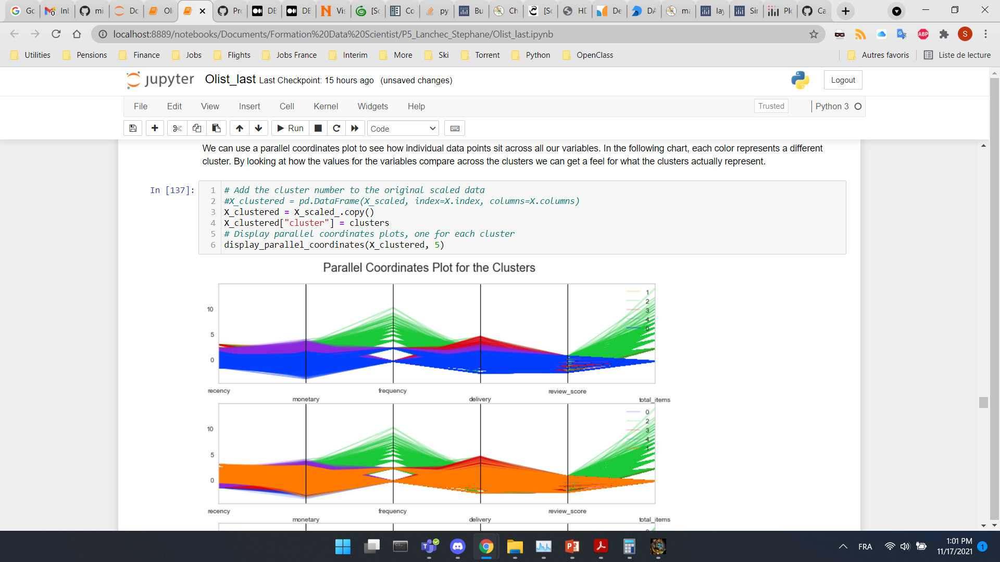 Gc
Inb
mi
Dc
Oli
Pr
DE
DE
Vis
[So
Co
py
Bu
Ch
[So
HD
De
DA
ma
lay
Sin
Plo
Ca
localhost:8889/notebooks/Documents/Formation%20Data%20Scientist/P5_Lanchec_Stephane/Olist_last.ipynb
ABP
S
Utilities
Pensions
Finance
Jobs
Flights
Jobs France
Interim
More
Ski
Torrent
Python
OpenClass
Autres favoris
Liste de lecture
jupyter
Olist_last Last Checkpoint: 15 hours ago (unsaved changes)
Logout
File
Edit
View
Insert
Cell
Kernel
Widgets
Help
Trusted
Python 3
Run
Code
We can use a parallel coordinates plot to see how individual data points sit across all our variables. In the following chart, each color represents a different
cluster. By looking at how the values for the variables compare across the clusters we can get a feel for what the clusters actually represent.
In [137]:
1 # Add the cluster number to the original scaled data
2 #X_clustered = pd.DataFrame(X_scaled, index=X.index, columns=X.columns)
3 X_clustered = X_scaled_.copy()
4 X_clustered["cluster"] = clusters
5 # Display parallel coordinates plots, one for each cluster
6 display_parallel_coordinates(X_clustered, 5)
Parallel Coordinates Plot for the Clusters
10
5
0
1
2
3
4
0
recency
monetary
frequency
delivery
review_score
total_items
10
5
0
0
2
3
4
1
recency
monetary
frequency
delivery
review_score
total_items
FRA
1:01 PM
11/17/2021
1